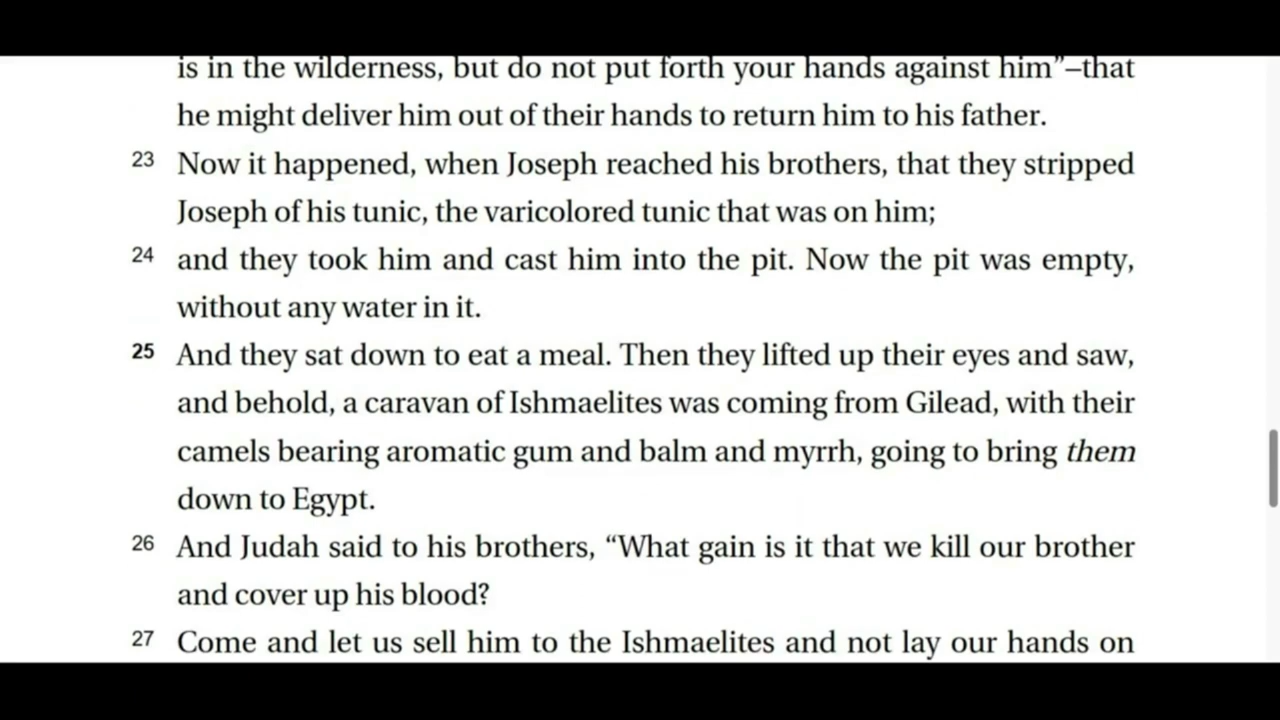 is in the wilderness, but do not put forth your hands against him”–that
he might deliver him out of their hands to return him to his father.
23 Now it happened, when Joseph reached his brothers, that they stripped
Joseph of his tunic, the varicolored tunic that was on him;
24 and they took him and cast him into the pit. Now the pit was empty,
without any water in it.
25 And they sat down to eat a meal. Then they lifted up their eyes and saw,
and behold, a caravan of Ishmaelites was coming from Gilead, with their
camels bearing aromatic gum and balm and myrrh, going to bring them
down to Egypt.
26 And Judah said to his brothers, “What gain is it that we kill our brother
and cover up his blood?
27 Come and let us sell him to the Ishmaelites and not lay our hands on